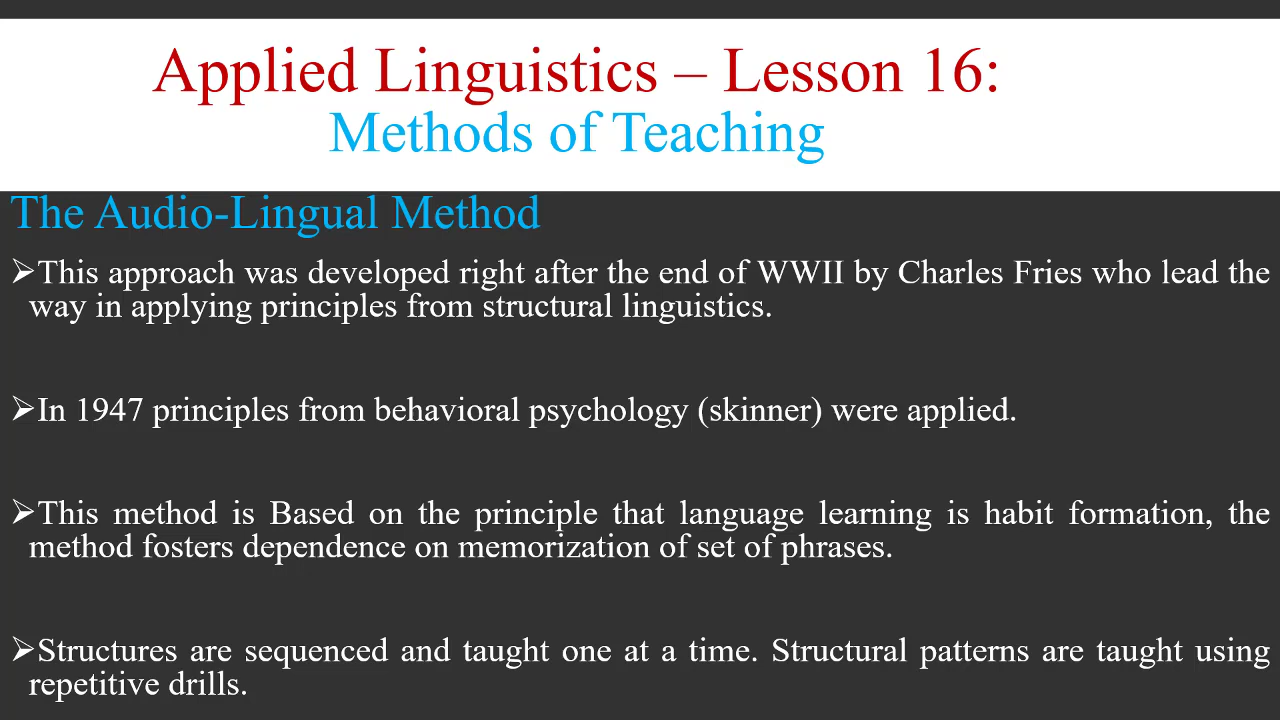 Applied Linguistics – Lesson 16:
Methods of Teaching
The Audio-Lingual Method
➢This approach was developed right after the end of WWII by Charles Fries who lead the
way in applying principles from structural linguistics.
➢In 1947 principles from behavioral psychology (skinner) were applied.
➢This method is Based on the principle that language learning is habit formation, the
method fosters dependence on memorization of set of phrases.
➢Structures are sequenced and taught one at a time. Structural patterns are taught using
repetitive drills.